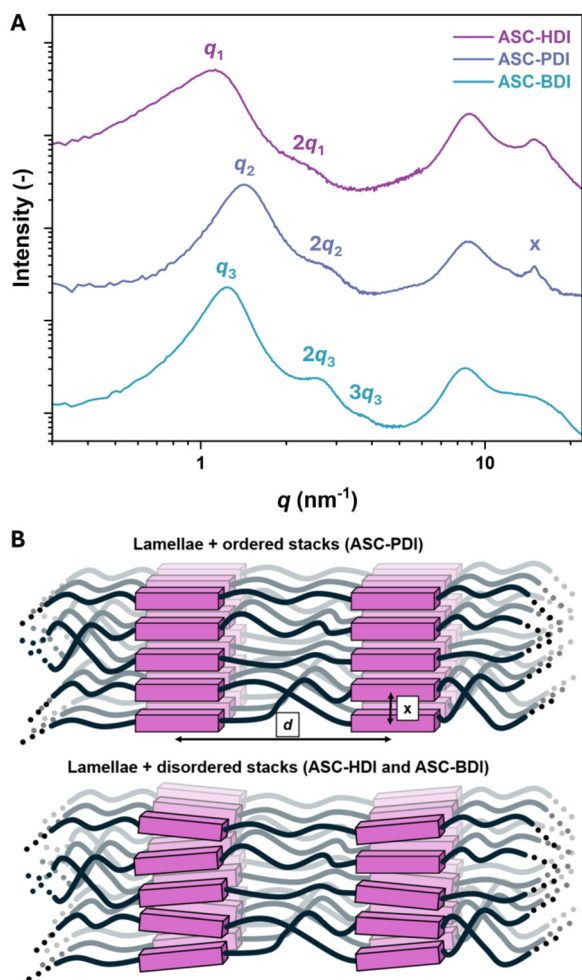 A
ASC-HDI
ASC-PDI
ASC-BDI
q₁
2q₁
q₂
2q₂
x
q₃
2q₃
3q₃
Intensity (-)
1
10
q (nm⁻¹)
B
Lamellae + ordered stacks (ASC-PDI)
x
d
Lamellae + disordered stacks (ASC-HDI and ASC-BDI)